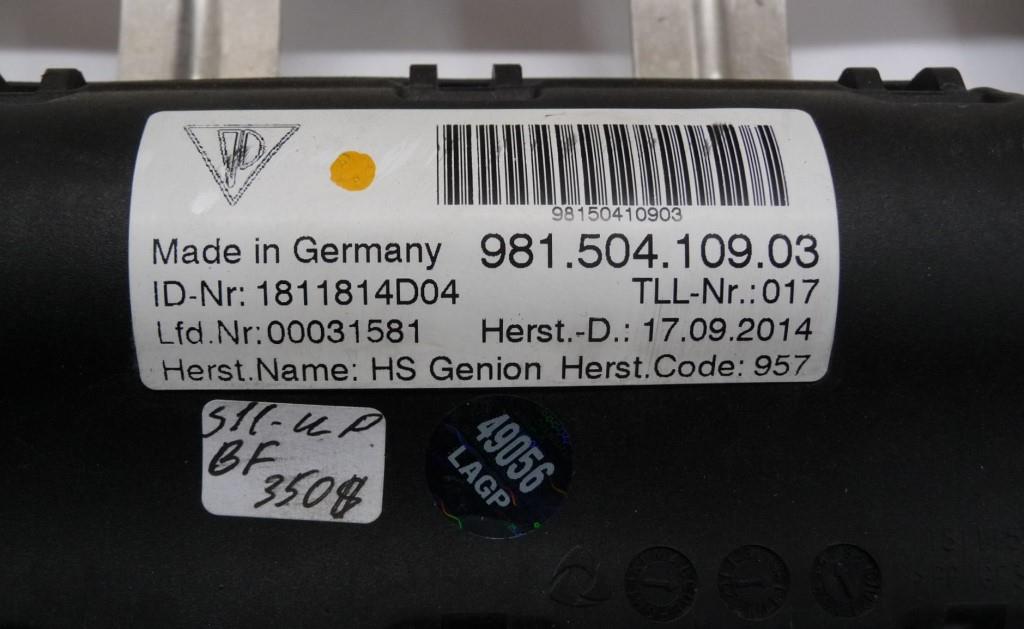 98150410903
Made in Germany 981.504.109.03
ID-Nr: 1811814D04 TLL-Nr.: 017
Lfd.Nr:00031581 Herst.-D.: 17.09.2014
Herst.Name: HS Genion Herst.Code: 957
BF
350$
49056
LAGP